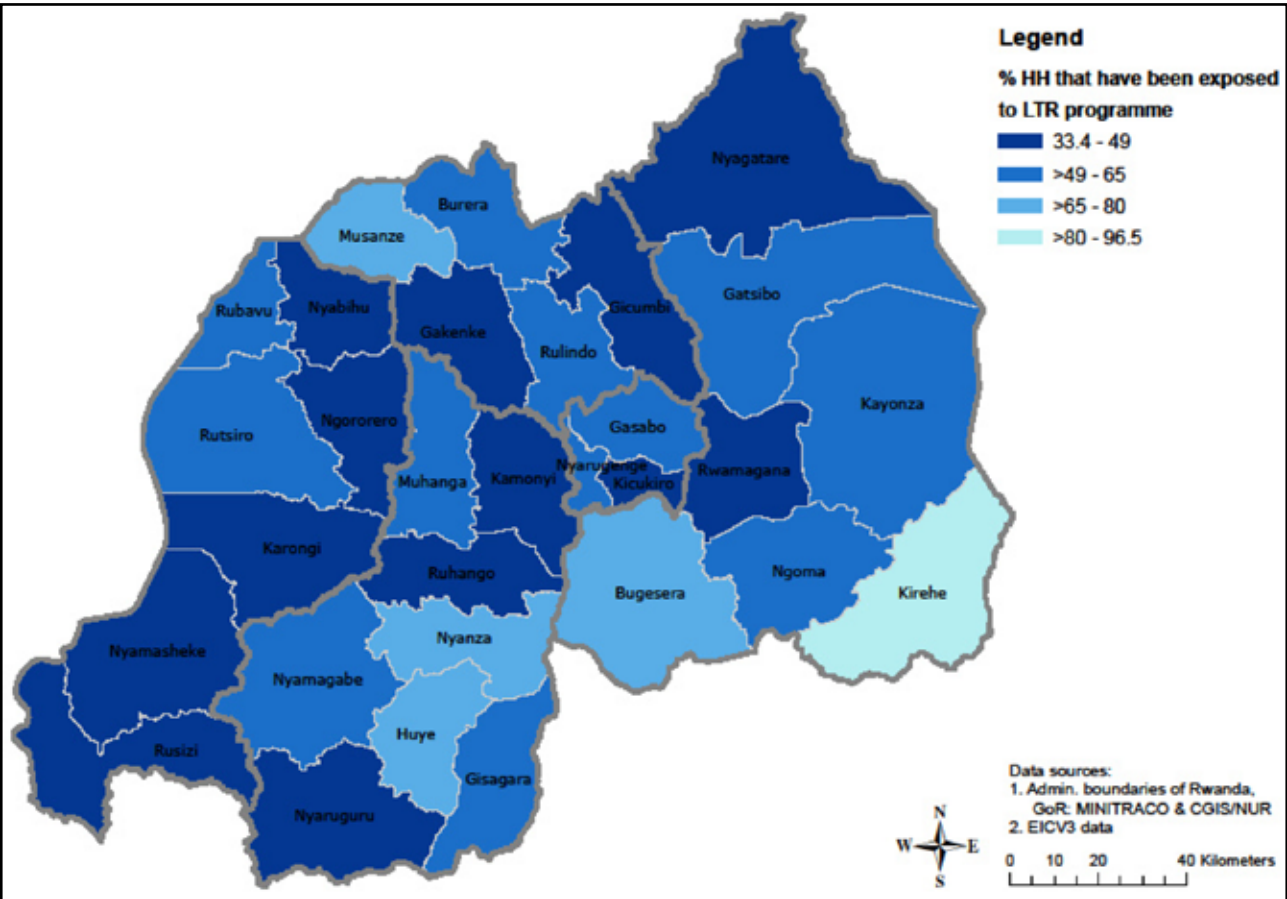 Legend
% HH that have been exposed
to LTR programme
33.4 - 49
>49 - 65
>65 - 80
>80 - 96.5
Nyagatare
Burera
Musanze
Gatsibo
Rubavu
Nyabihu
Gicumbi
Gakenke
Rulindo
Kayonza
Ngororero
Gasabo
Rutsiro
Nyarugenge
Rwamagana
Muhanga
Kamonyi
Kicukiro
Karongi
Ruhango
Ngoma
Bugesera
Kirehe
Nyanza
Nyamasheke
Nyamagabe
Huye
Rusizi
Gisagara
Nyaruguru
Data sources:
1. Admin. boundaries of Rwanda,
GoR: MINITRACO & CGIS/NUR
2. EICV3 data
N
W E
S
0 10 20 40 Kilometers